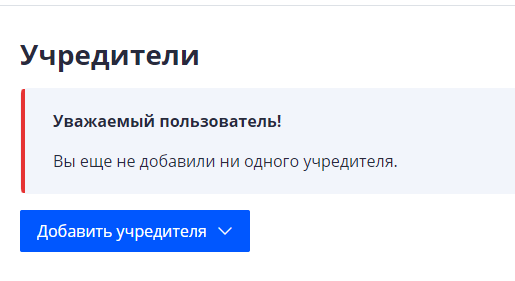 Учредители
Уважаемый пользователь!
Вы еще не добавили ни одного учредителя.
Добавить учредителя